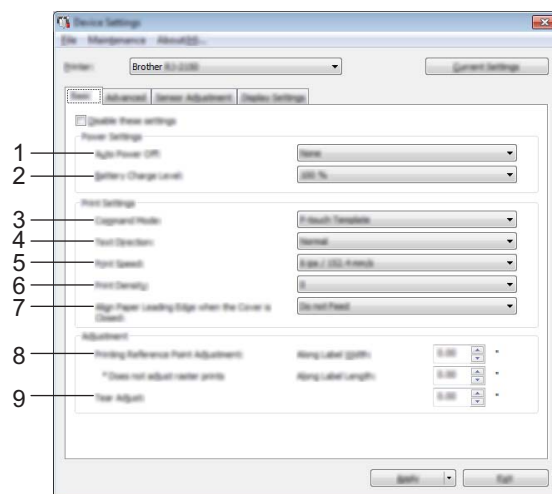 Device Settings
File Maintenance
Printer: Brother
Current Settings
Basic Advanced Sensor Adjustment Display Settings
Disable these settings
Power Settings
1 Auto Power Off: None
2 Battery Charge Level: 100 %
Print Settings
3 Command Mode: P-touch Template
4 Text Direction: Normal
5 Print Speed:
6 Print Density:
7 Align Paper Leading Edge when the Cover is Closed: Do not Feed
Adjustment
8 Printing Reference Point Adjustment: Along Label Width: 0.00 "
* Does not adjust raster prints Along Label Length: 0.00 "
9 Tear Adjust: 0.00 "
Apply Exit